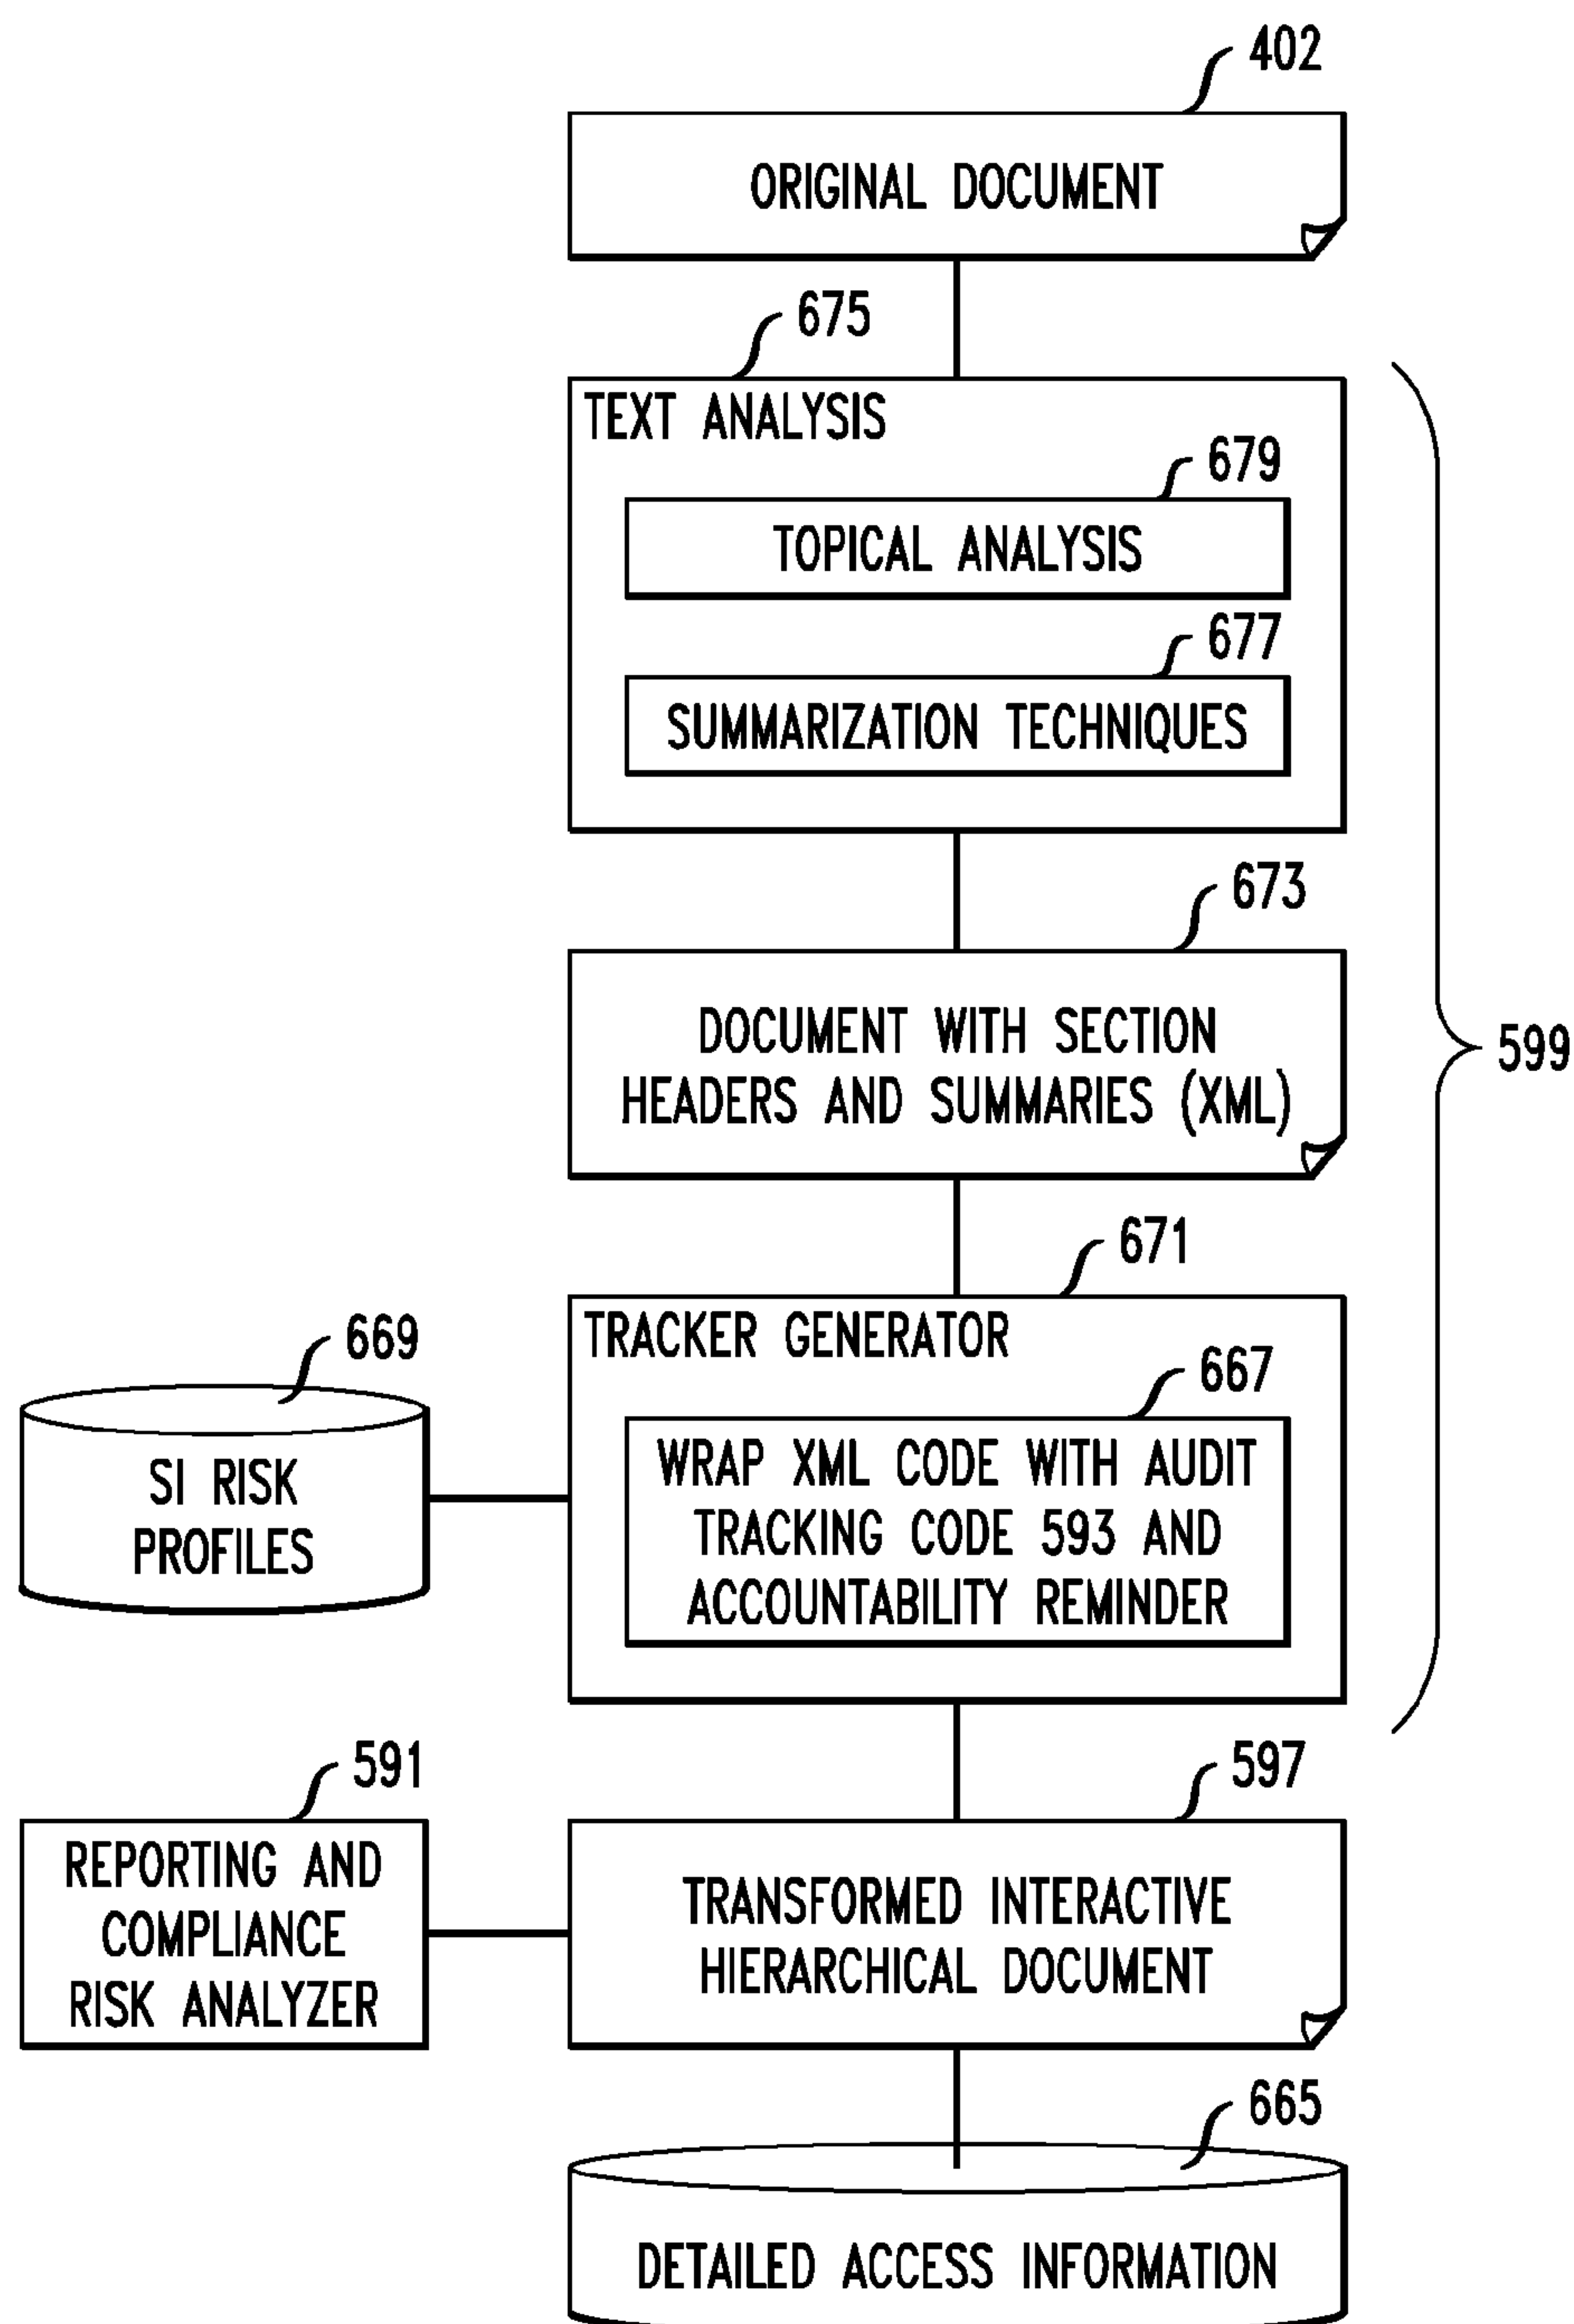 402
ORIGINAL DOCUMENT
675
TEXT ANALYSIS
679
TOPICAL ANALYSIS
677
SUMMARIZATION TECHNIQUES
673
DOCUMENT WITH SECTION
HEADERS AND SUMMARIES (XML)
599
671
TRACKER GENERATOR
669
SI RISK
PROFILES
667
WRAP XML CODE WITH AUDIT
TRACKING CODE 593 AND
ACCOUNTABILITY REMINDER
591
REPORTING AND
COMPLIANCE
RISK ANALYZER
597
TRANSFORMED INTERACTIVE
HIERARCHICAL DOCUMENT
665
DETAILED ACCESS INFORMATION